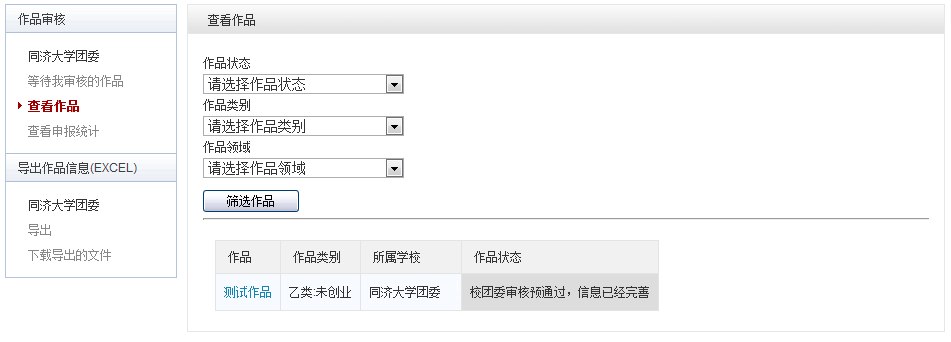 作品审核
同济大学团委
等待我审核的作品
查看作品
查看申报统计
导出作品信息(EXCEL)
同济大学团委
导出
下载导出的文件
查看作品
作品状态
请选择作品状态
作品类别
请选择作品类别
作品领域
请选择作品领域
筛选作品
作品 作品类别 所属学校 作品状态
测试作品 乙类:未创业 同济大学团委 校团委审核预通过，信息已经完善